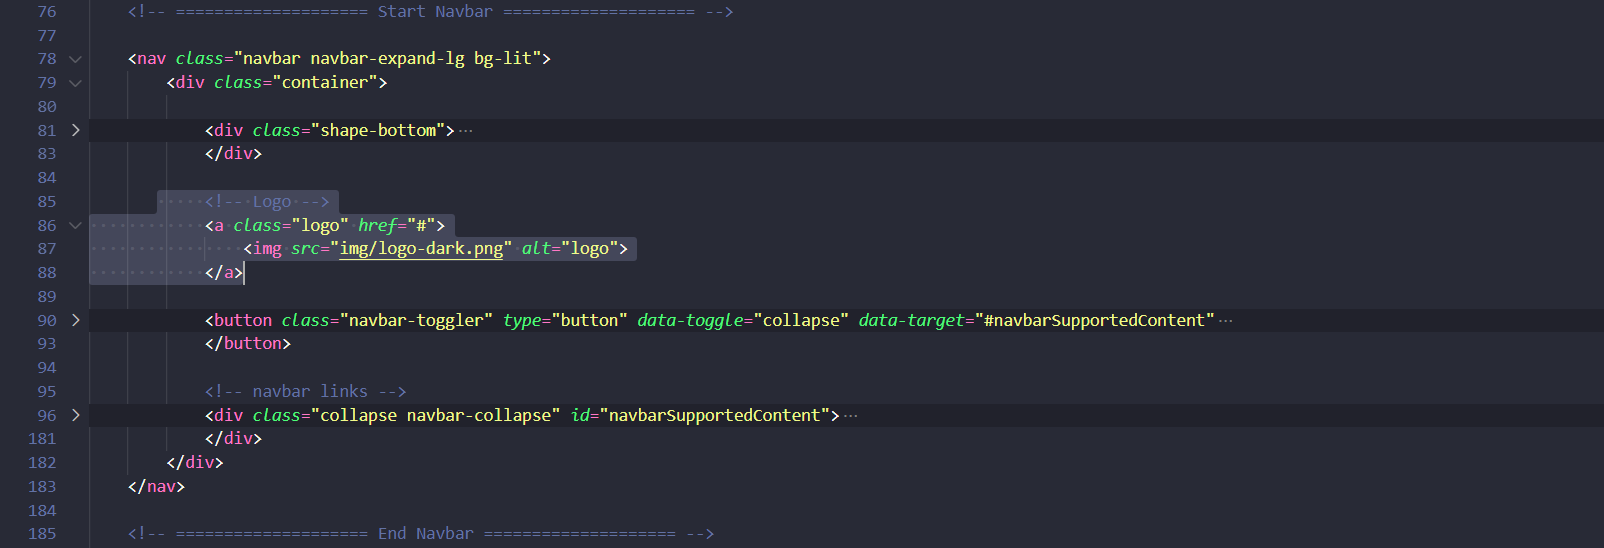 76 <!-- ==================== Start Navbar ==================== -->
77
78 <nav class="navbar navbar-expand-lg bg-lit">
79 <div class="container">
80
81 <div class="shape-bottom">…
83 </div>
84
85 <!-- Logo -->
86 <a class="logo" href="#">
87 <img src="img/logo-dark.png" alt="logo">
88 </a>
89
90 <button class="navbar-toggler" type="button" data-toggle="collapse" data-target="#navbarSupportedContent"…
93 </button>
94
95 <!-- navbar links -->
96 <div class="collapse navbar-collapse" id="navbarSupportedContent">…
181 </div>
182 </div>
183 </nav>
184
185 <!-- ==================== End Navbar ==================== -->